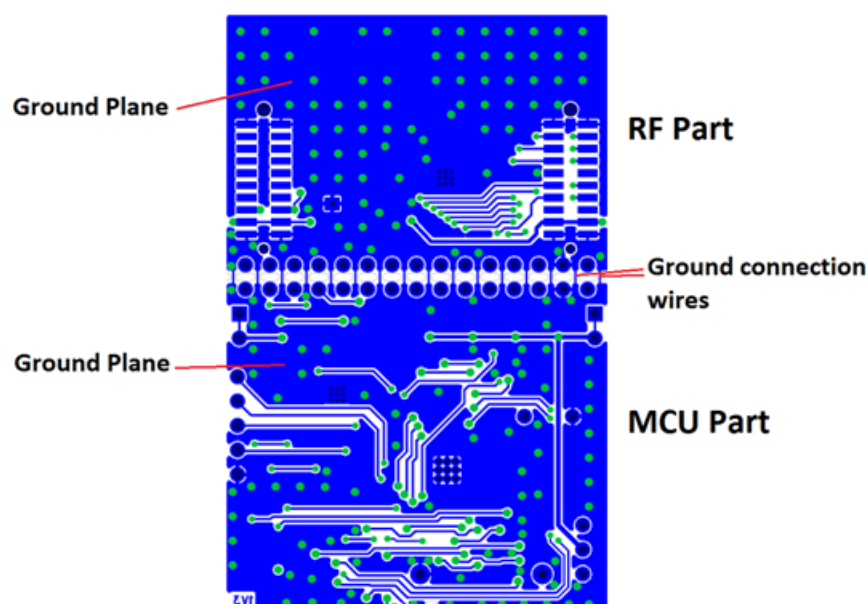 Ground Plane
RF Part
Ground connection
wires
Ground Plane
MCU Part